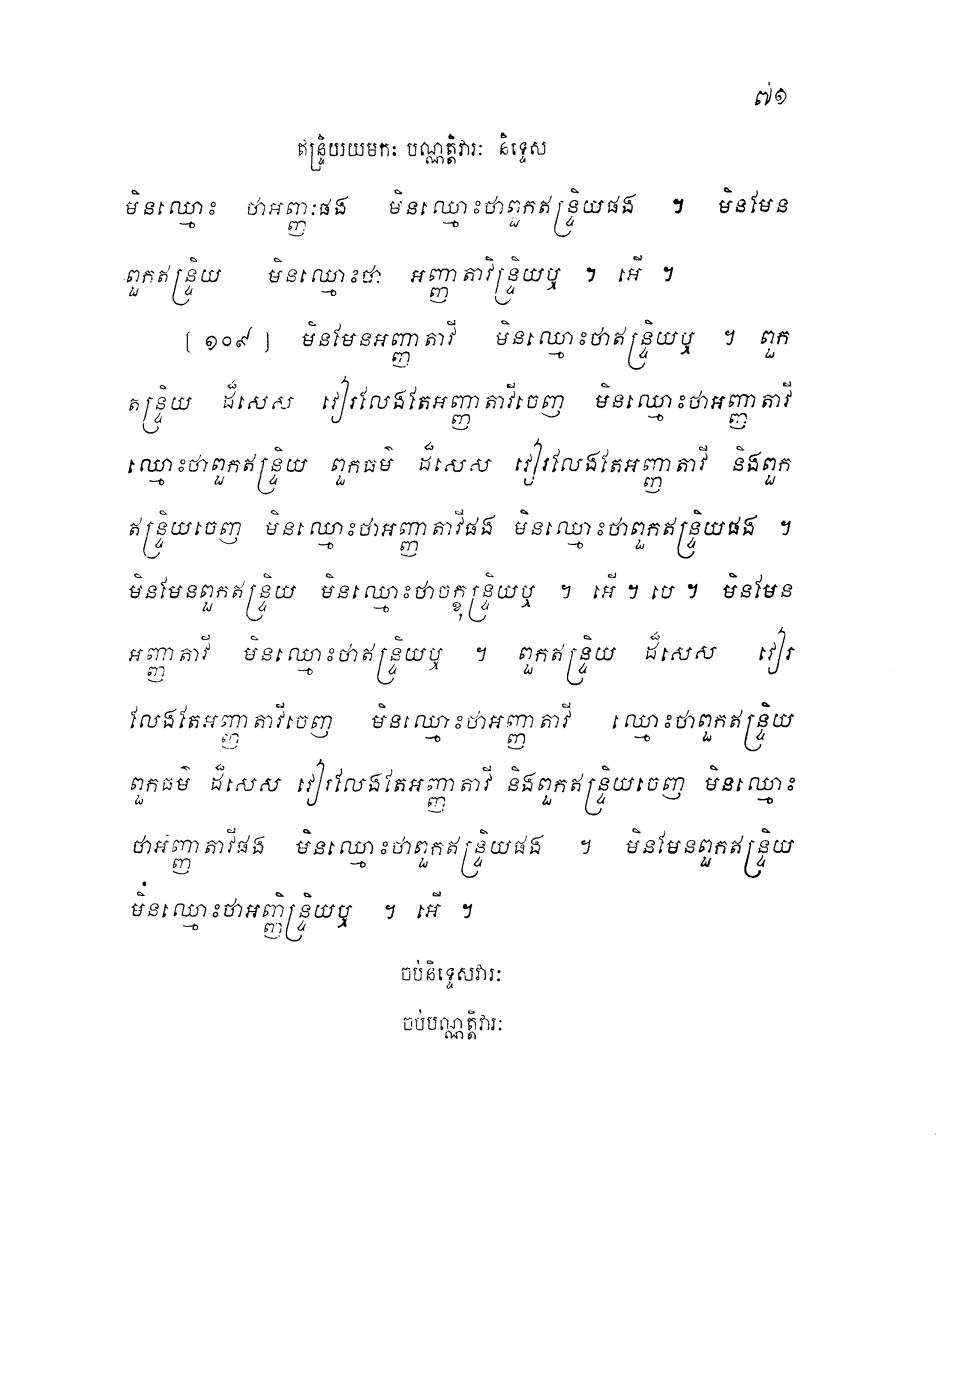 ៧១
ឥន្ទ្រិយយមកៈ បណ្ណត្តិវារៈ និទ្ទេស
មិនឈ្មោះ ថាអញ្ញាៈផង មិនឈ្មោះថាពួកឥន្ទ្រិយផង ។ មិនមែន
ពួកឥន្ទ្រិយ មិនឈ្មោះថា អញ្ញាតាវិន្ទ្រិយឬ ។ អើ ។
[ ១០៩ ] មិនមែនអញ្ញាតាវី មិនឈ្មោះថាឥន្ទ្រិយឬ ។ ពួក
ឥន្ទ្រិយ ដ៏សេស វៀរលែងតែអញ្ញាតាវីចេញ មិនឈ្មោះថាអញ្ញាតាវី
ឈ្មោះថាពួកឥន្ទ្រិយ ពួកធម៌ ដ៏សេស វៀរលែងតែអញ្ញាតាវី និងពួក
ឥន្ទ្រិយចេញ មិនឈ្មោះថាអញ្ញាតាវីផង មិនឈ្មោះថាពួកឥន្ទ្រិយផង ។
មិនមែនពួកឥន្ទ្រិយ មិនឈ្មោះថាចក្ខុន្ទ្រិយឬ ។ អើ ។ បេ ។ មិនមែន
អញ្ញាតាវី មិនឈ្មោះថាឥន្ទ្រិយឬ ។ ពួកឥន្ទ្រិយ ដ៏សេស វៀរ
លែងតែអញ្ញាតាវីចេញ មិនឈ្មោះថាអញ្ញាតាវី ឈ្មោះថាពួកឥន្ទ្រិយ
ពួកធម៌ ដ៏សេស វៀរលែងតែអញ្ញាតាវី និងពួកឥន្ទ្រិយចេញ មិនឈ្មោះ
ថាអញ្ញាតាវីផង មិនឈ្មោះថាពួកឥន្ទ្រិយផង ។ មិនមែនពួកឥន្ទ្រិយ
មិនឈ្មោះថាអញ្ញិន្ទ្រិយឬ ។ អើ ។
ចប់និទ្ទេសវារៈ
ចប់បណ្ណត្តិវារៈ